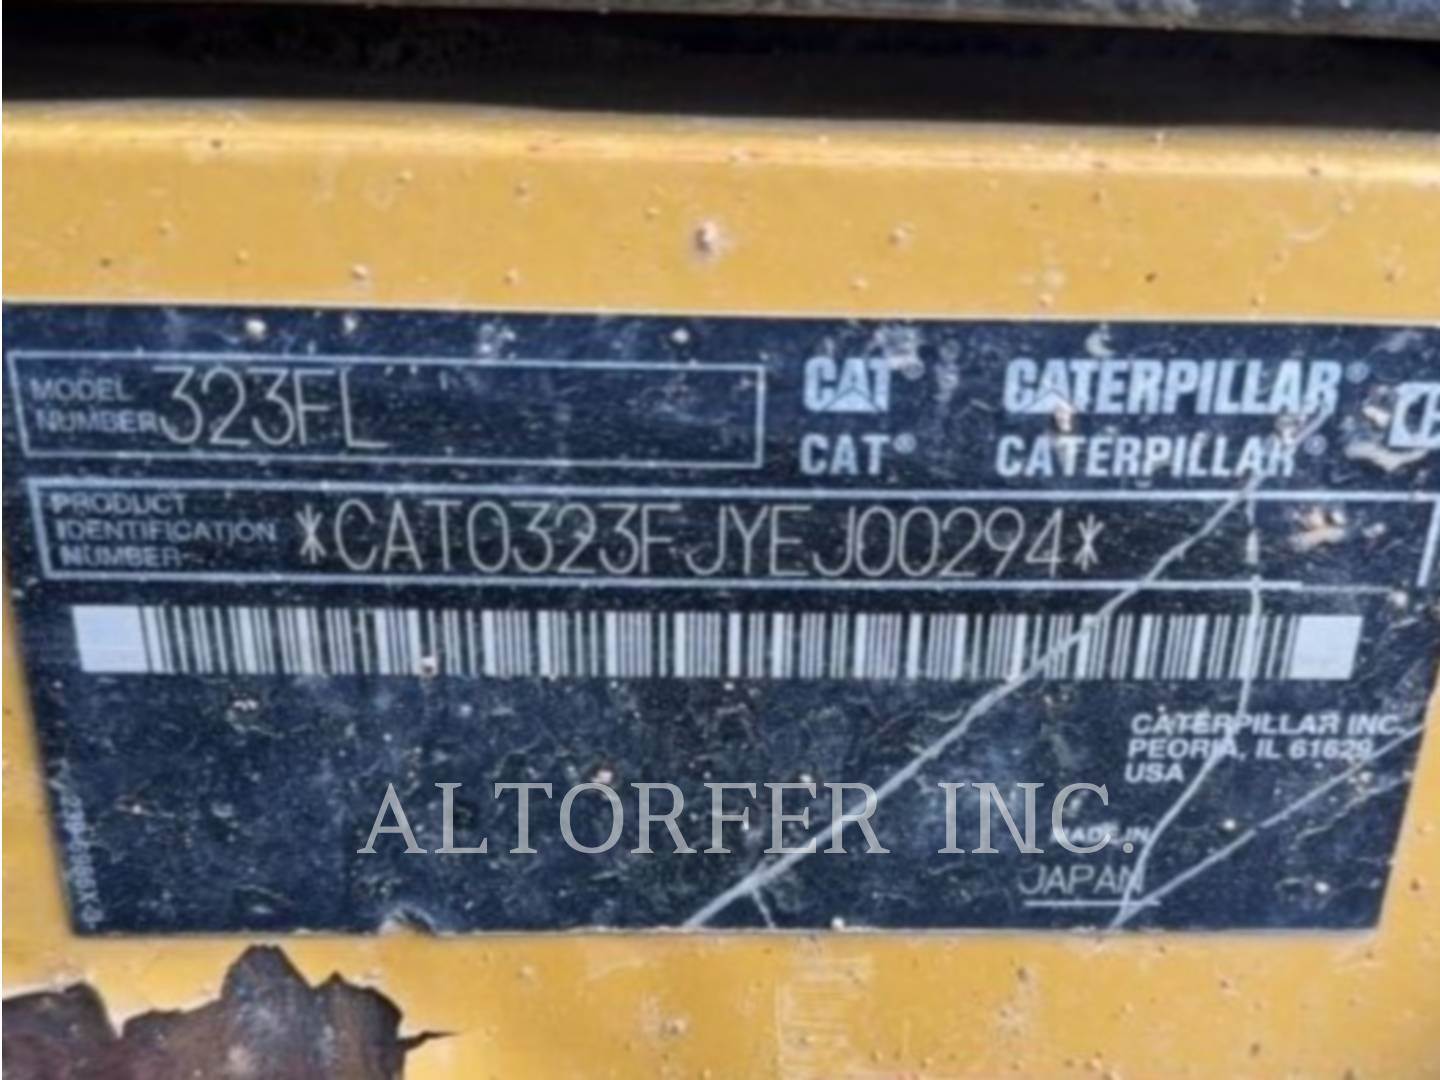 MODEL
NUMBER 323FL
CAT® CATERPILLAR®
CAT® CATERPILLAR®
PRODUCT
IDENTIFICATION
NUMBER *CAT0323FJYEJ00294*
CATERPILLAR INC.
PEORIA, IL 61629
USA
ALTORFER INC.
MADE IN
JAPAN